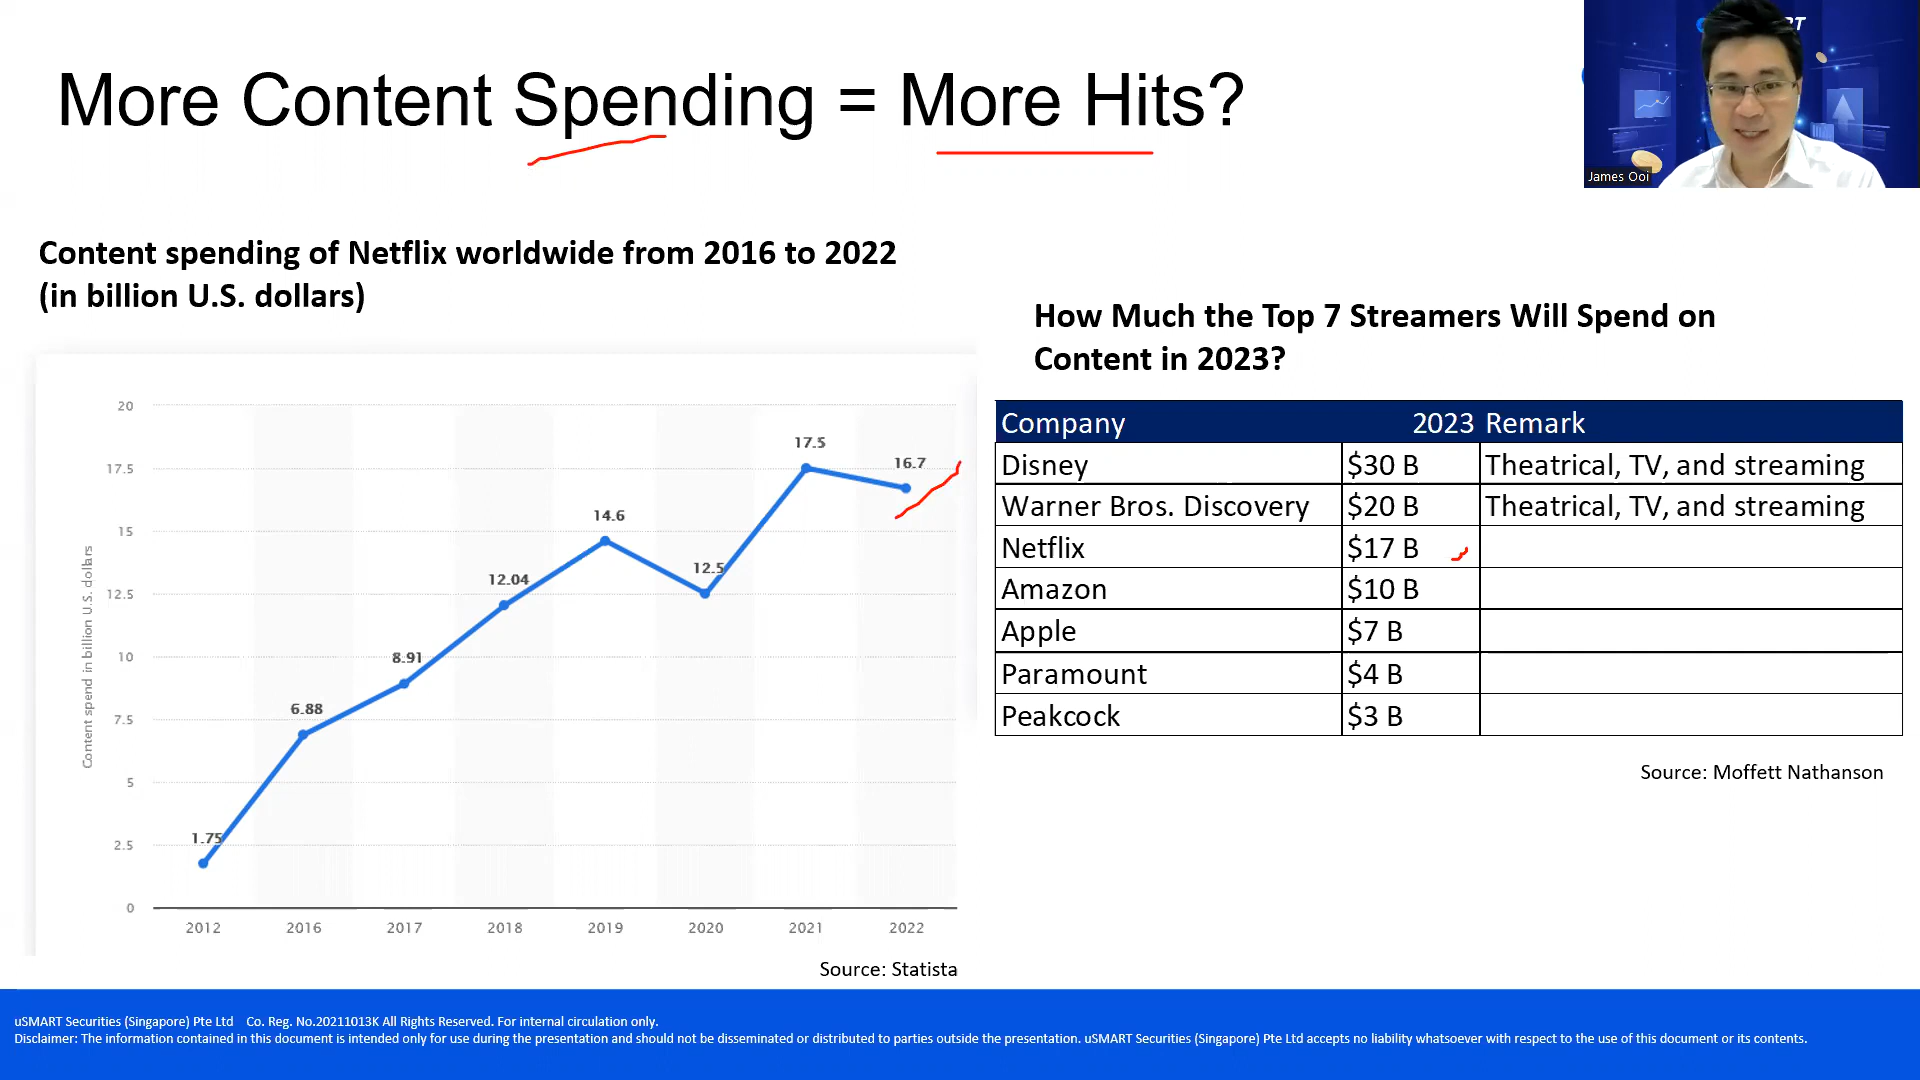 More Content Spending = More Hits?
RT
James Ooi
Content spending of Netflix worldwide from 2016 to 2022
(in billion U.S. dollars)
Content spend in billion U.S. dollars
20
17.5
15
12.5
10
7.5
5
2.5
0
1.75
6.88
8.91
12.04
14.6
12.5
17.5
16.7
2012 2016 2017 2018 2019 2020 2021 2022
Source: Statista
How Much the Top 7 Streamers Will Spend on
Content in 2023?
Company 2023 Remark
Disney $30 B Theatrical, TV, and streaming
Warner Bros. Discovery $20 B Theatrical, TV, and streaming
Netflix $17 B
Amazon $10 B
Apple $7 B
Paramount $4 B
Peakcock $3 B
Source: Moffett Nathanson
uSMART Securities (Singapore) Pte Ltd Co. Reg. No.20211013K All Rights Reserved. For internal circulation only.
Disclaimer: The information contained in this document is intended only for use during the presentation and should not be disseminated or distributed to parties outside the presentation. uSMART Securities (Singapore) Pte Ltd accepts no liability whatsoever with respect to the use of this document or its contents.